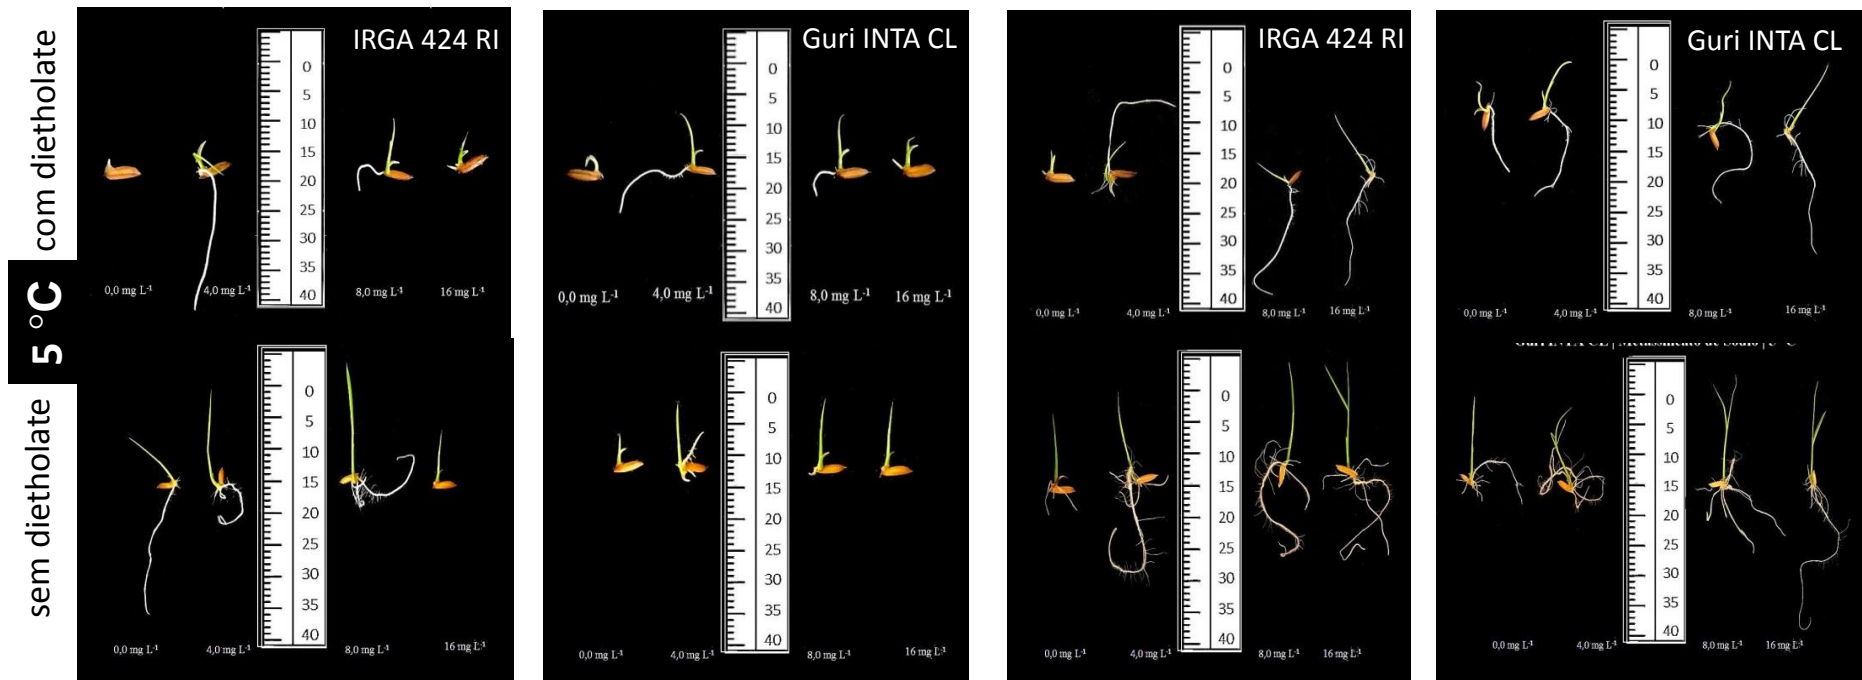 com dietholate
5 °C
sem dietholate
IRGA 424 RI
0
5
10
15
20
25
30
35
40
0,0 mg L-1
4,0 mg L-1
8,0 mg L-1
16 mg L-1
Guri INTA CL
0
5
10
15
20
25
30
35
40
0,0 mg L-1
4,0 mg L-1
8,0 mg L-1
16 mg L-1
IRGA 424 RI
0
5
10
15
20
25
30
35
40
0,0 mg L-1
4,0 mg L-1
8,0 mg L-1
16 mg L-1
Guri INTA CL
0
5
10
15
20
25
30
35
40
0,0 mg L-1
4,0 mg L-1
8,0 mg L-1
16 mg L-1
0
5
10
15
20
25
30
35
40
0,0 mg L-1
4,0 mg L-1
8,0 mg L-1
16 mg L-1
0
5
10
15
20
25
30
35
40
0,0 mg L-1
4,0 mg L-1
8,0 mg L-1
16 mg L-1
0
5
10
15
20
25
30
35
40
0,0 mg L-1
4,0 mg L-1
8,0 mg L-1
16 mg L-1
Guri INTA CL | Metassilicato de Sódio | 5 °C
0
5
10
15
20
25
30
35
40
0,0 mg L-1
4,0 mg L-1
8,0 mg L-1
16 mg L-1